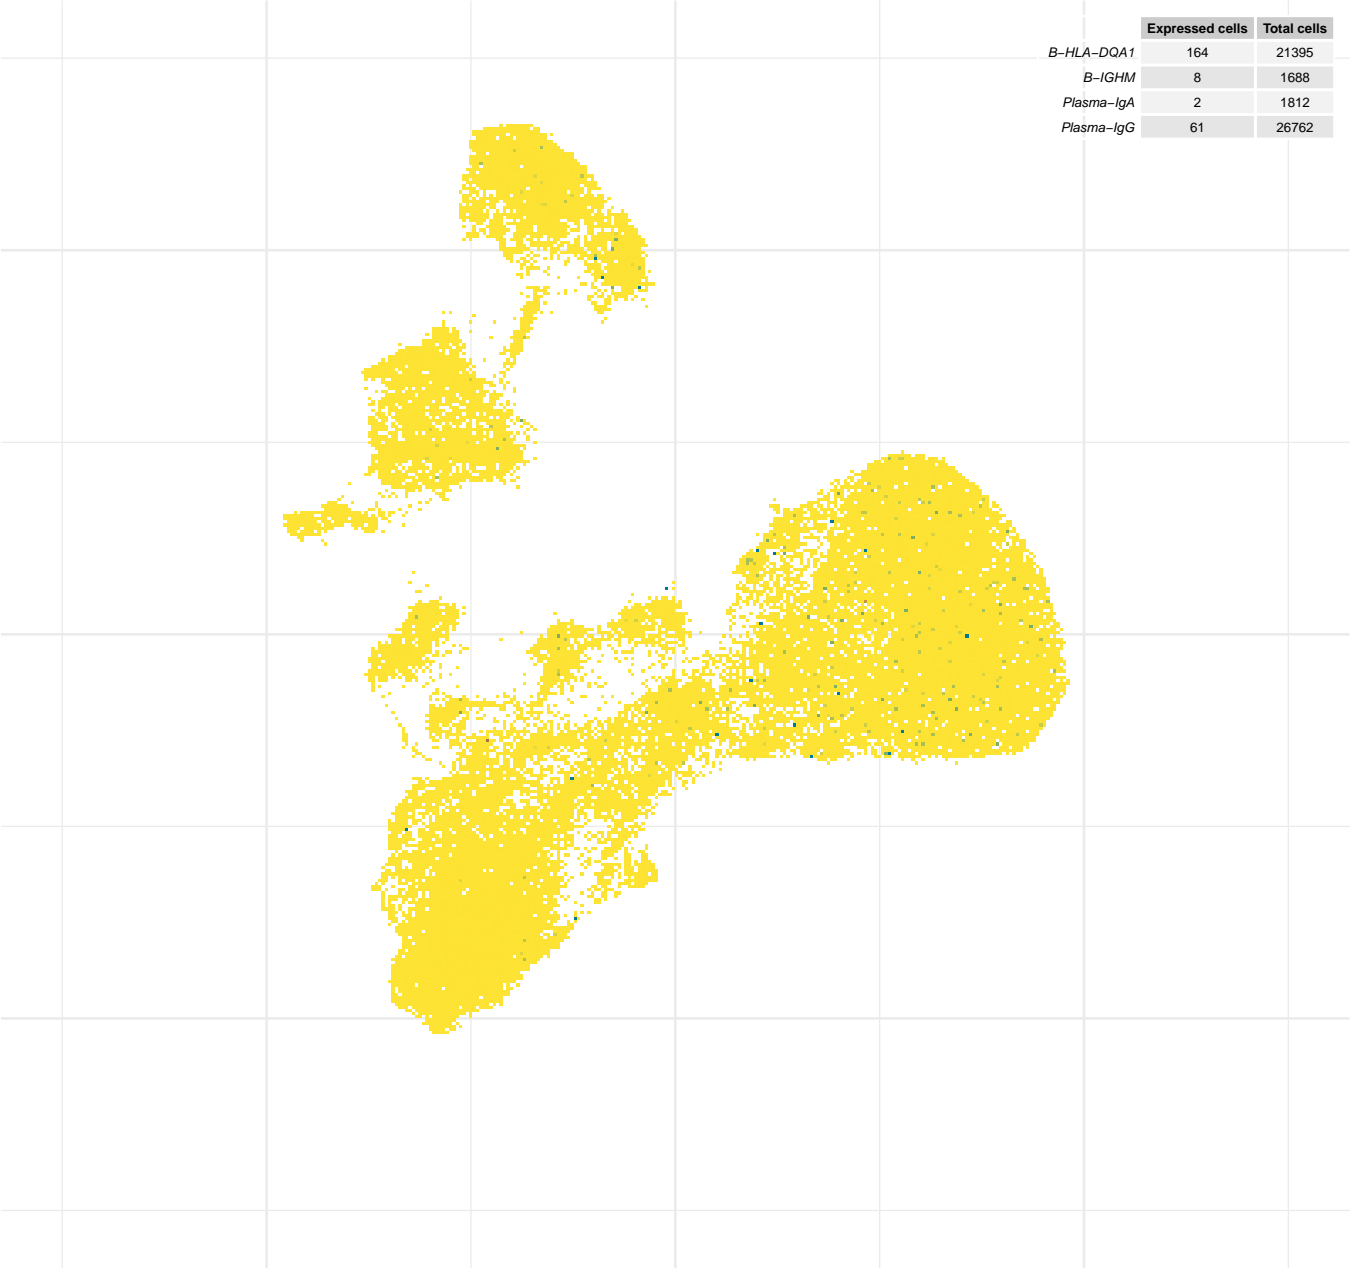 Expressed cells Total cells
B−HLA−DQA1 164 21395
B−IGHM 8 1688
Plasma−IgA 2 1812
Plasma−IgG 61 26762